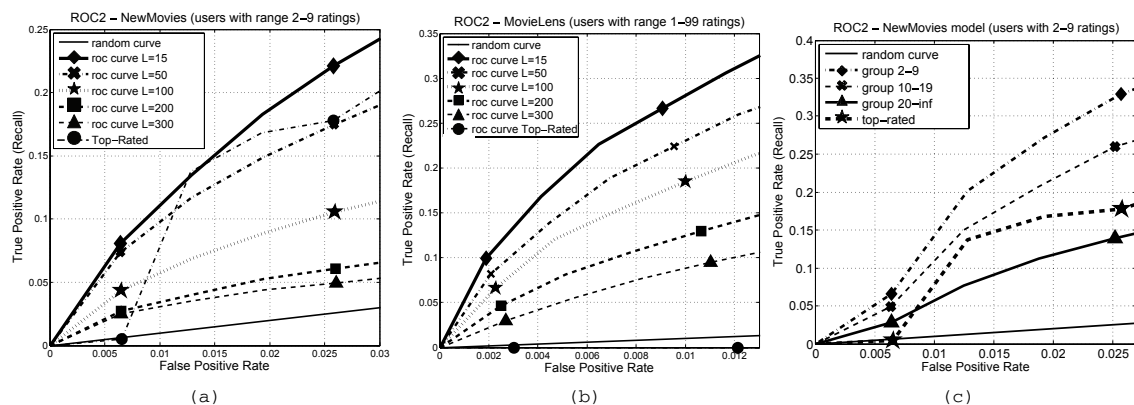 ROC2 – NewMovies (users with range 2–9 ratings)
0.25
0.2
0.15
0.1
0.05
0
0
0.005
0.01
0.015
0.02
0.025
0.03
True Positive Rate (Recall)
False Positive Rate
random curve
roc curve L=15
roc curve L=50
roc curve L=100
roc curve L=200
roc curve L=300
Top–Rated
(a)
ROC2 – MovieLens (users with range 1–99 ratings)
0.35
0.3
0.25
0.2
0.15
0.1
0.05
0
0
0.002
0.004
0.006
0.008
0.01
0.012
True Positive Rate (Recall)
False Positive Rate
random curve
roc curve L=15
roc curve L=50
roc curve L=100
roc curve L=200
roc curve L=300
roc curve Top–Rated
(b)
ROC2 – NewMovies model (users with 2–9 ratings)
0.4
0.35
0.3
0.25
0.2
0.15
0.1
0.05
0
0
0.005
0.01
0.015
0.02
0.025
True Positive Rate (Recall)
False Positive Rate
random curve
group 2–9
group 10–19
group 20–inf
top–rated
(c)